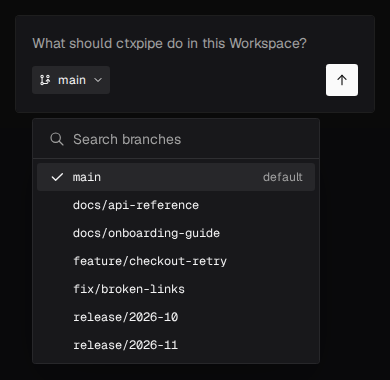 What should ctxpipe do in this Workspace?
main
Search branches
main default
docs/api-reference
docs/onboarding-guide
feature/checkout-retry
fix/broken-links
release/2026-10
release/2026-11